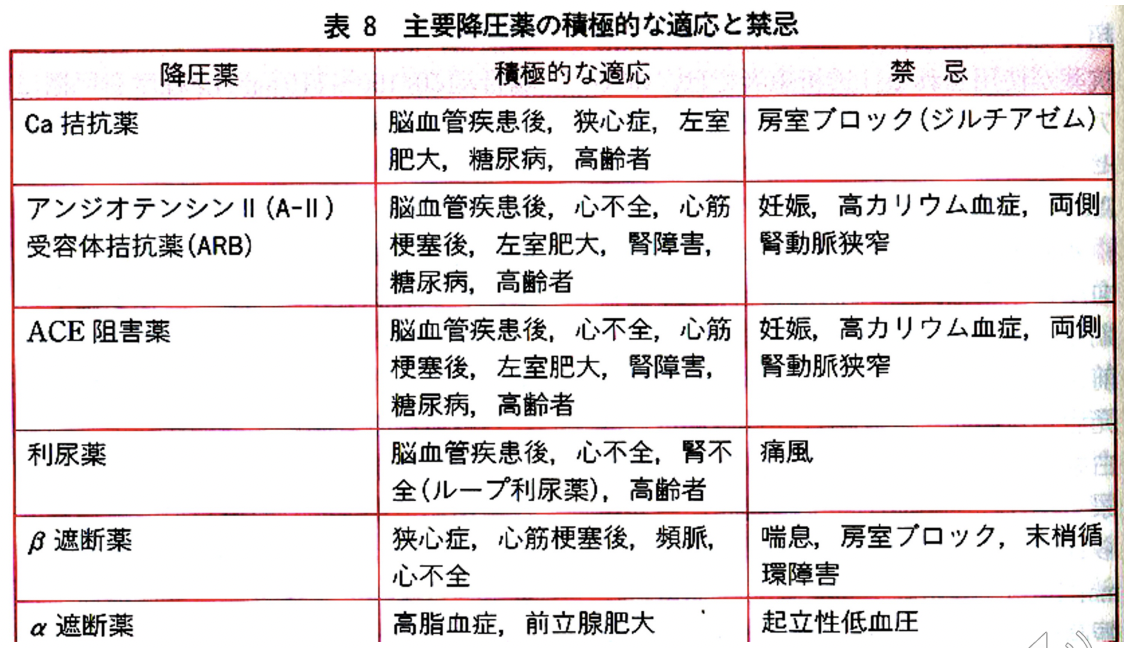 表 8 主要降圧薬の積極的な適応と禁忌
降圧薬 積極的な適応 禁忌
Ca 拮抗薬 脳血管疾患後，狭心症，左室 房室ブロック(ジルチアゼム)
肥大，糖尿病，高齢者
アンジオテンシンⅡ(A-Ⅱ) 脳血管疾患後，心不全，心筋 妊娠，高カリウム血症，両側
受容体拮抗薬(ARB) 梗塞後，左室肥大，腎障害， 腎動脈狭窄
糖尿病，高齢者
ACE 阻害薬 脳血管疾患後，心不全，心筋 妊娠，高カリウム血症，両側
梗塞後，左室肥大，腎障害， 腎動脈狭窄
糖尿病，高齢者
利尿薬 脳血管疾患後，心不全，腎不 痛風
全(ループ利尿薬)，高齢者
β 遮断薬 狭心症，心筋梗塞後，頻脈， 喘息，房室ブロック，末梢循
心不全 環障害
α 遮断薬 高脂血症，前立腺肥大 起立性低血圧